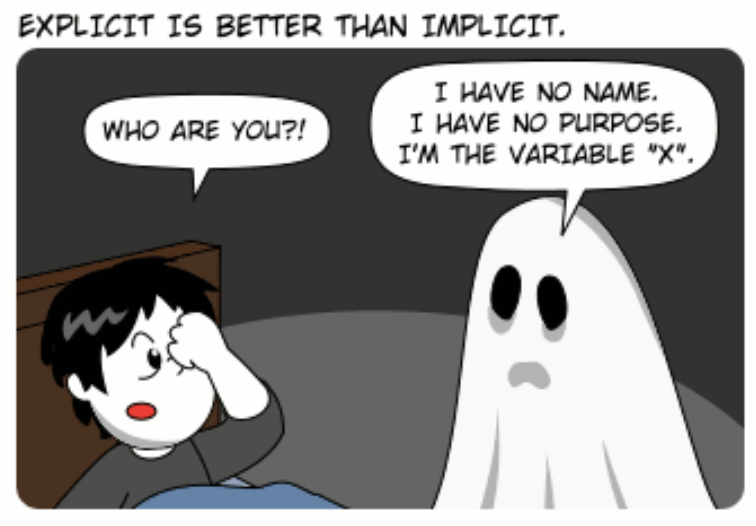 EXPLICIT IS BETTER THAN IMPLICIT.
WHO ARE YOU?!
I HAVE NO NAME.
I HAVE NO PURPOSE.
I'M THE VARIABLE "X".